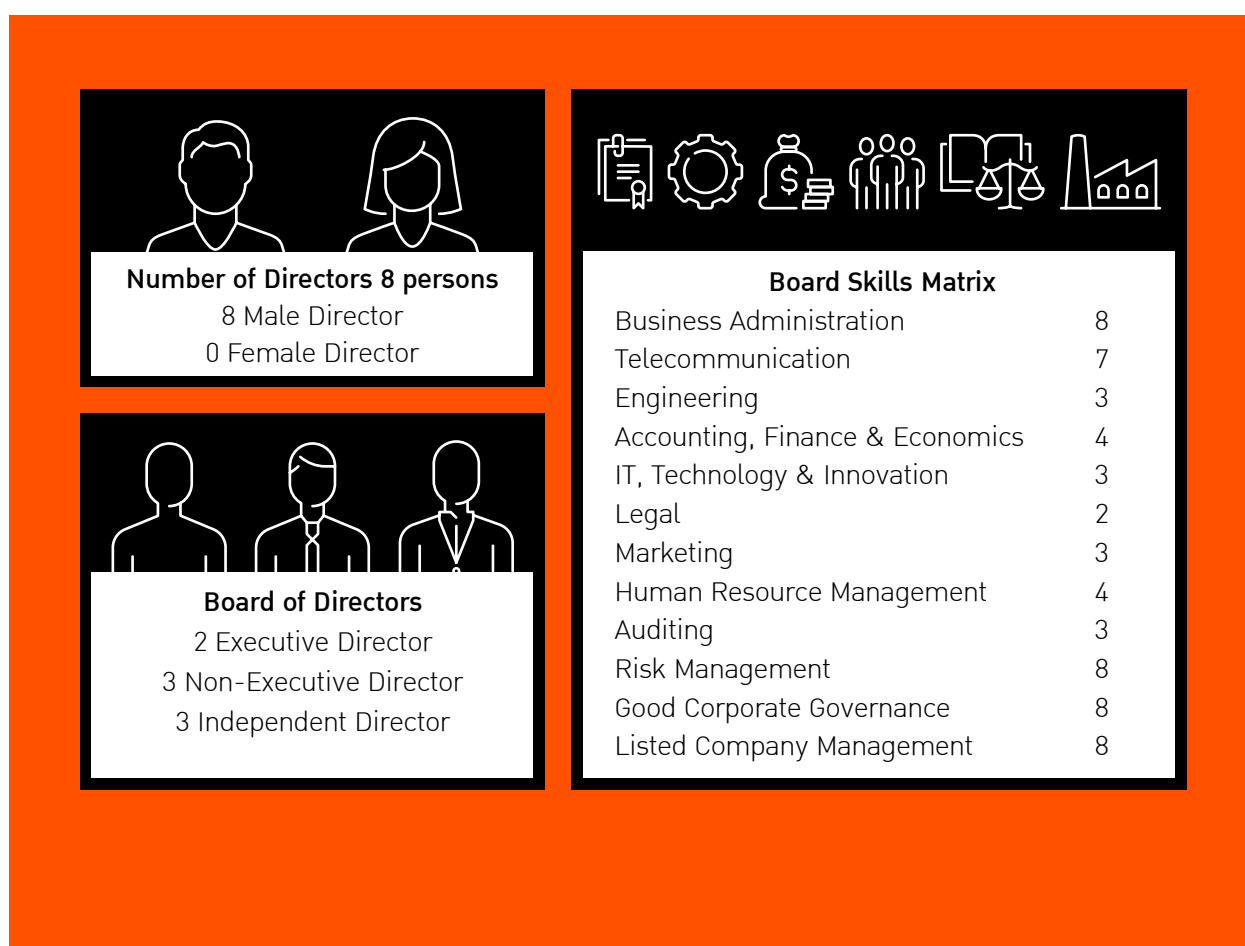 Number of Directors 8 persons
8 Male Director
0 Female Director
Board of Directors
2 Executive Director
3 Non-Executive Director
3 Independent Director
$
Board Skills Matrix
Business Administration 8
Telecommunication 7
Engineering 3
Accounting, Finance & Economics 4
IT, Technology & Innovation 3
Legal 2
Marketing 3
Human Resource Management 4
Auditing 3
Risk Management 8
Good Corporate Governance 8
Listed Company Management 8